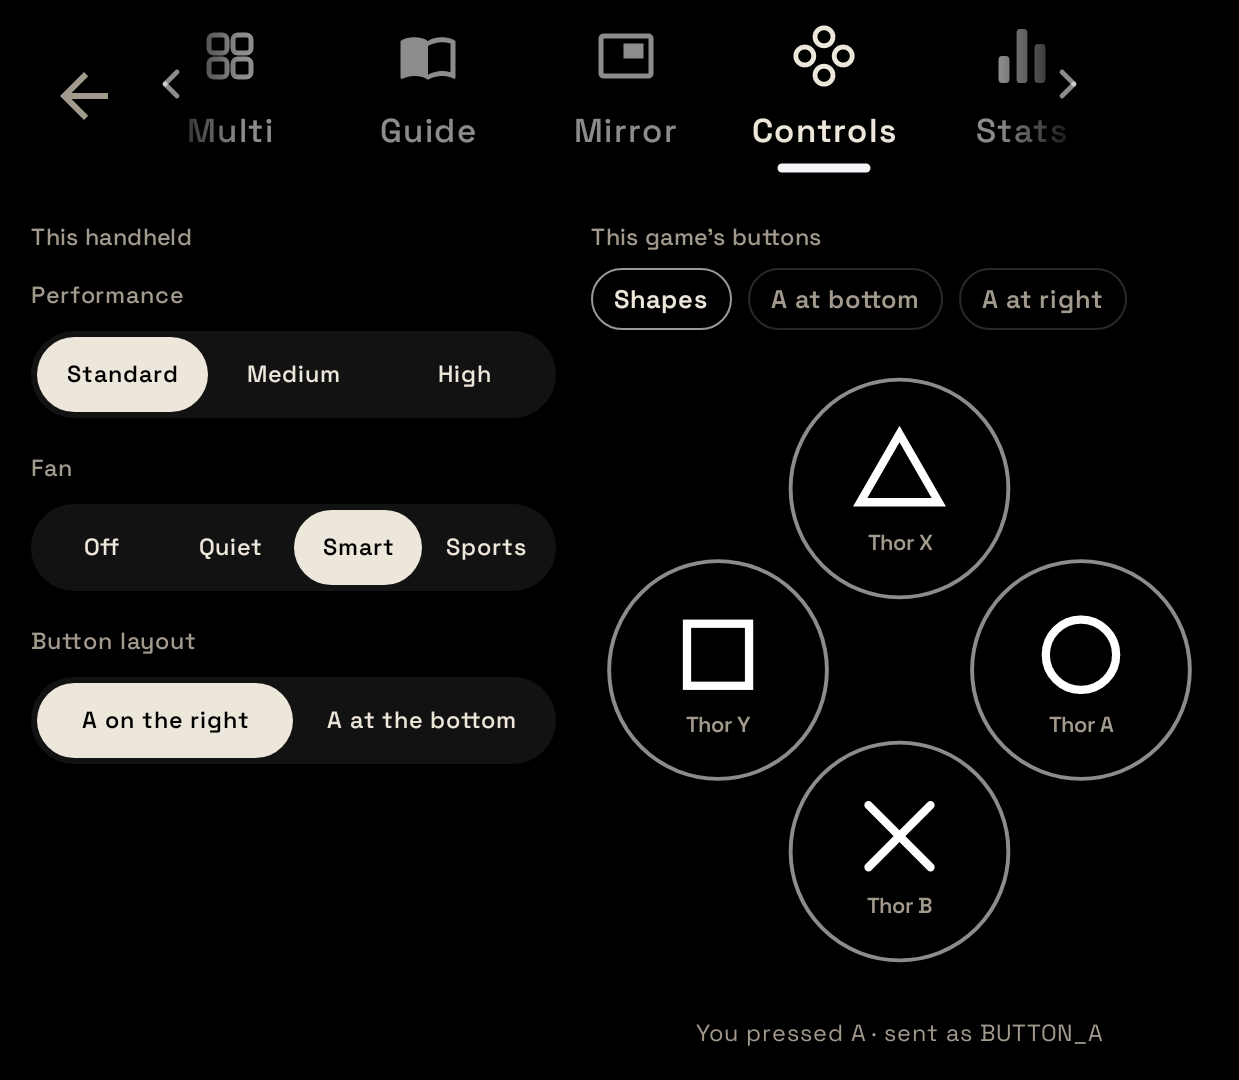 Multi
Guide
Mirror
Controls
Stats
This handheld
Performance
Standard
Medium
High
Fan
Off
Quiet
Smart
Sports
Button layout
A on the right
A at the bottom
This game's buttons
Shapes
A at bottom
A at right
Thor X
Thor Y
Thor A
Thor B
You pressed A · sent as BUTTON_A